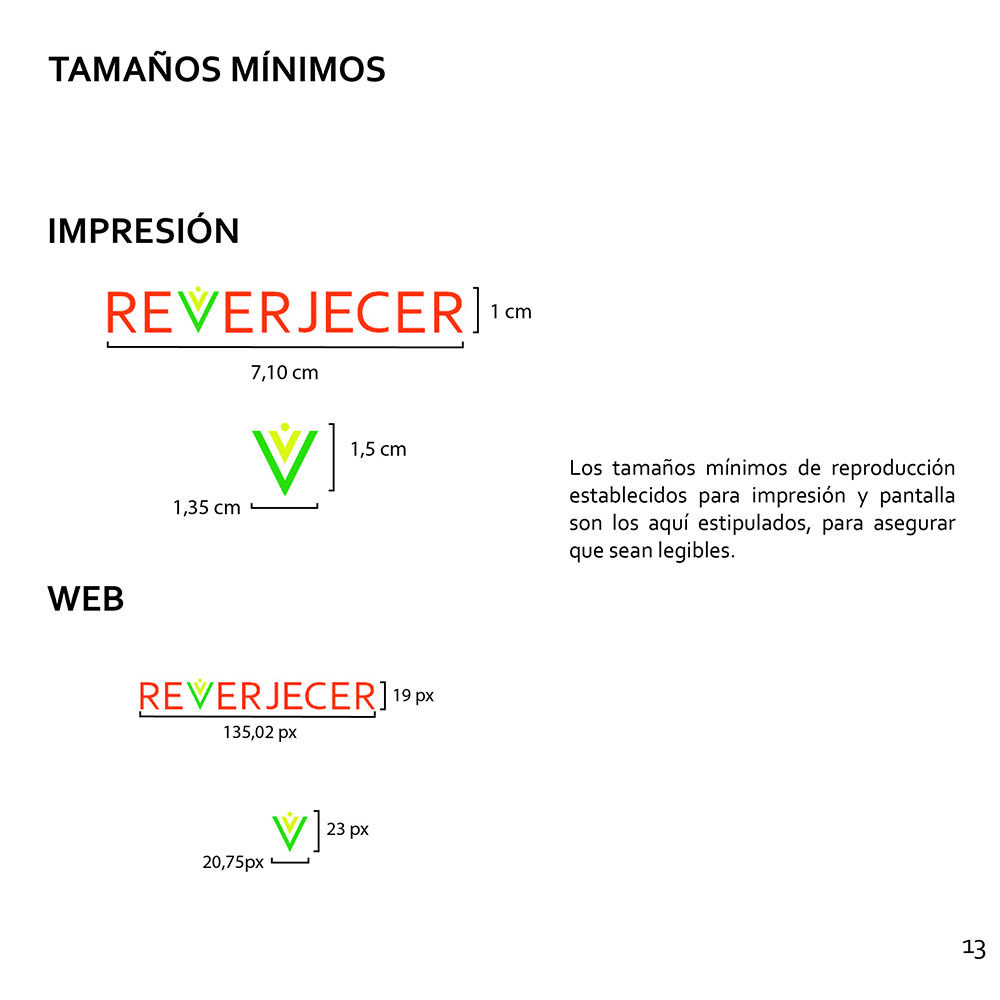 TAMAÑOS MÍNIMOS
IMPRESIÓN
REVERJECER
1 cm
7,10 cm
1,5 cm
1,35 cm
Los tamaños mínimos de reproducción
establecidos para impresión y pantalla
son los aquí estipulados, para asegurar
que sean legibles.
WEB
REVERJECER
19 px
135,02 px
23 px
20,75px
13